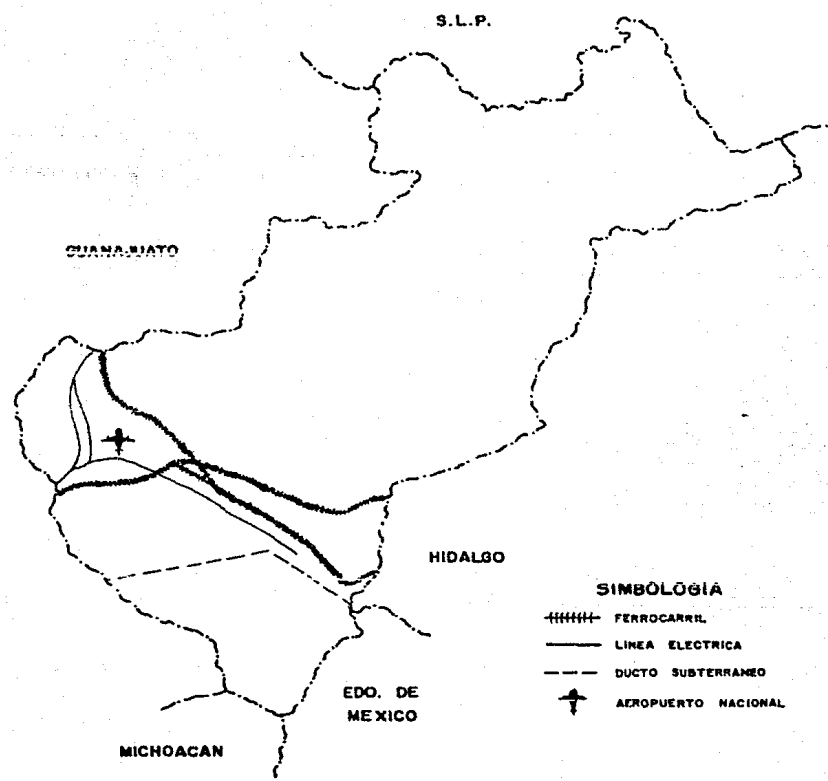 S.L.P.
GUANAJUATO
HIDALGO
SIMBOLOGIA
FERROCARRIL
LINEA ELECTRICA
DUCTO SUBTERRANEO
AEROPUERTO NACIONAL
EDO. DE
MEXICO
MICHOACAN